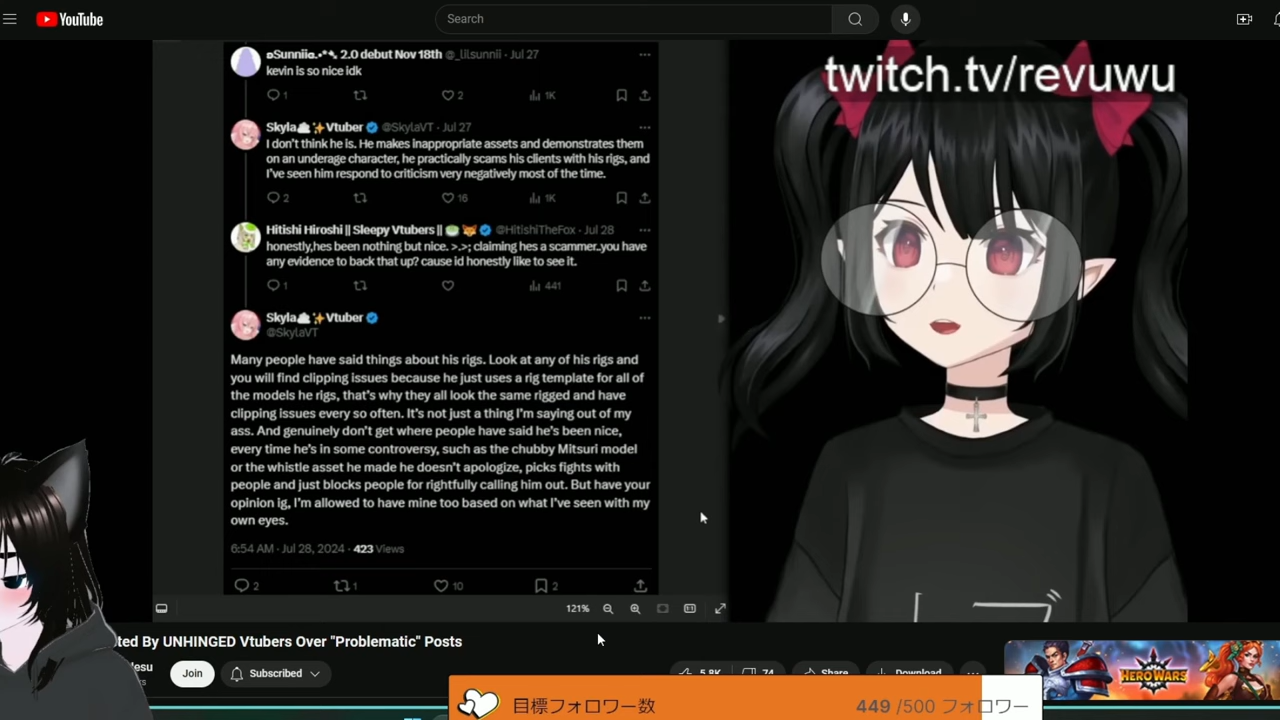 YouTube
Search
twitch.tv/revuwu
ʚSunniiɞ 2.0 debut Nov 18th @_lilsunnii · Jul 27
kevin is so nice idk
1 2 1K
Skyla☁️✨Vtuber @SkylaVT · Jul 27
I don't think he is. He makes inappropriate assets and demonstrates them
on an underage character, he practically scams his clients with his rigs, and
I've seen him respond to criticism very negatively most of the time.
2 16 1K
Hitishi Hiroshi || Sleepy Vtubers || 🍵🦊 @HitishiTheFox · Jul 28
honestly,hes been nothing but nice. >.>; claiming hes a scammer..you have
any evidence to back that up? cause id honestly like to see it.
1 441
Skyla☁️✨Vtuber
@SkylaVT
Many people have said things about his rigs. Look at any of his rigs and
you will find clipping issues because he just uses a rig template for all of
the models he rigs, that's why they all look the same rigged and have
clipping issues every so often. It's not just a thing I'm saying out of my
ass. And genuinely don't get where people have said he's been nice,
every time he's in some controversy, such as the chubby Mitsuri model
or the whistle asset he made he doesn't apologize, picks fights with
people and just blocks people for rightfully calling him out. But have your
opinion ig, I'm allowed to have mine too based on what I've seen with my
own eyes.
6:54 AM · Jul 28, 2024 · 423 Views
2 1 10 2
121%
ted By UNHINGED Vtubers Over "Problematic" Posts
esu
Join
Subscribed
5.8K
74
Share
Download
HERO WARS
目標フォロワー数
449 /500 フォロワー